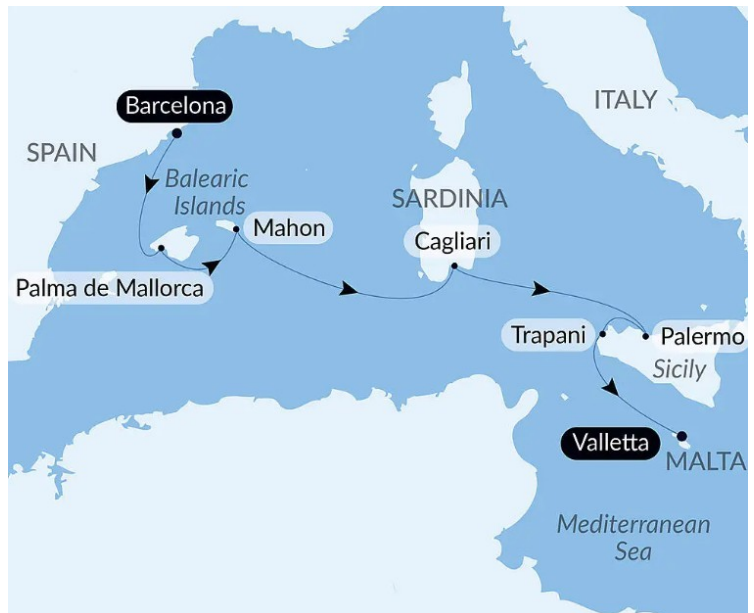 ITALY
Barcelona
SPAIN
Balearic
Islands
SARDINIA
Mahon
Cagliari
Palma de Mallorca
Trapani
Palermo
Sicily
Valletta
MALTA
Mediterranean
Sea